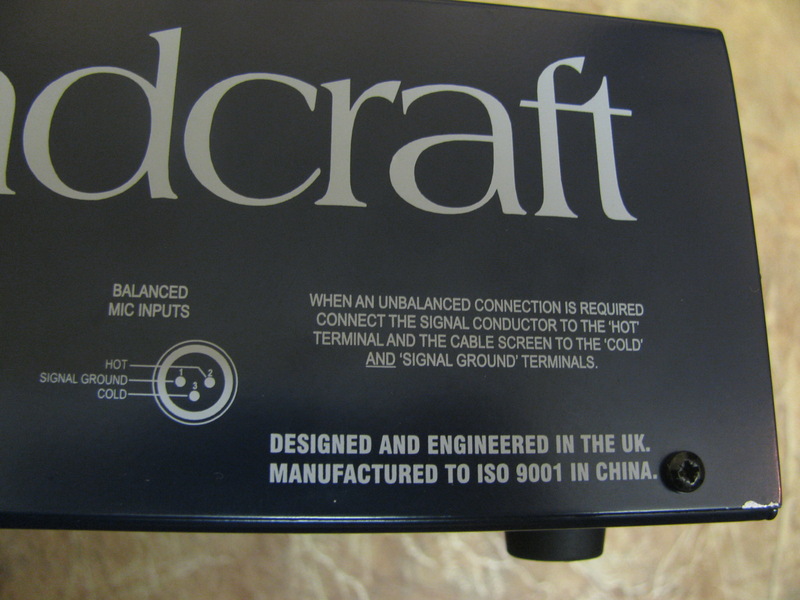 ndcraft
BALANCED
MIC INPUTS
HOT
SIGNAL GROUND
COLD
1 2
3
WHEN AN UNBALANCED CONNECTION IS REQUIRED
CONNECT THE SIGNAL CONDUCTOR TO THE 'HOT'
TERMINAL AND THE CABLE SCREEN TO THE 'COLD'
AND 'SIGNAL GROUND' TERMINALS.
DESIGNED AND ENGINEERED IN THE UK.
MANUFACTURED TO ISO 9001 IN CHINA.